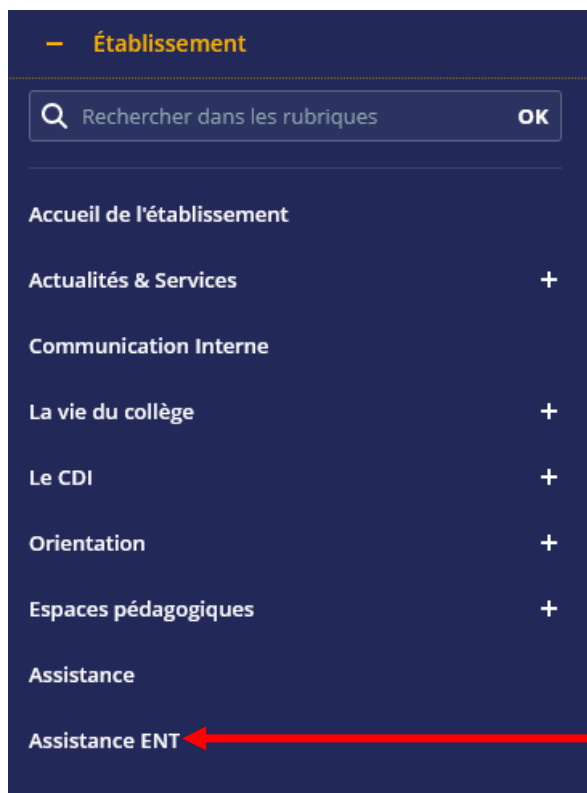 − Établissement
Rechercher dans les rubriques OK
Accueil de l'établissement
Actualités & Services +
Communication Interne
La vie du collège +
Le CDI +
Orientation +
Espaces pédagogiques +
Assistance
Assistance ENT